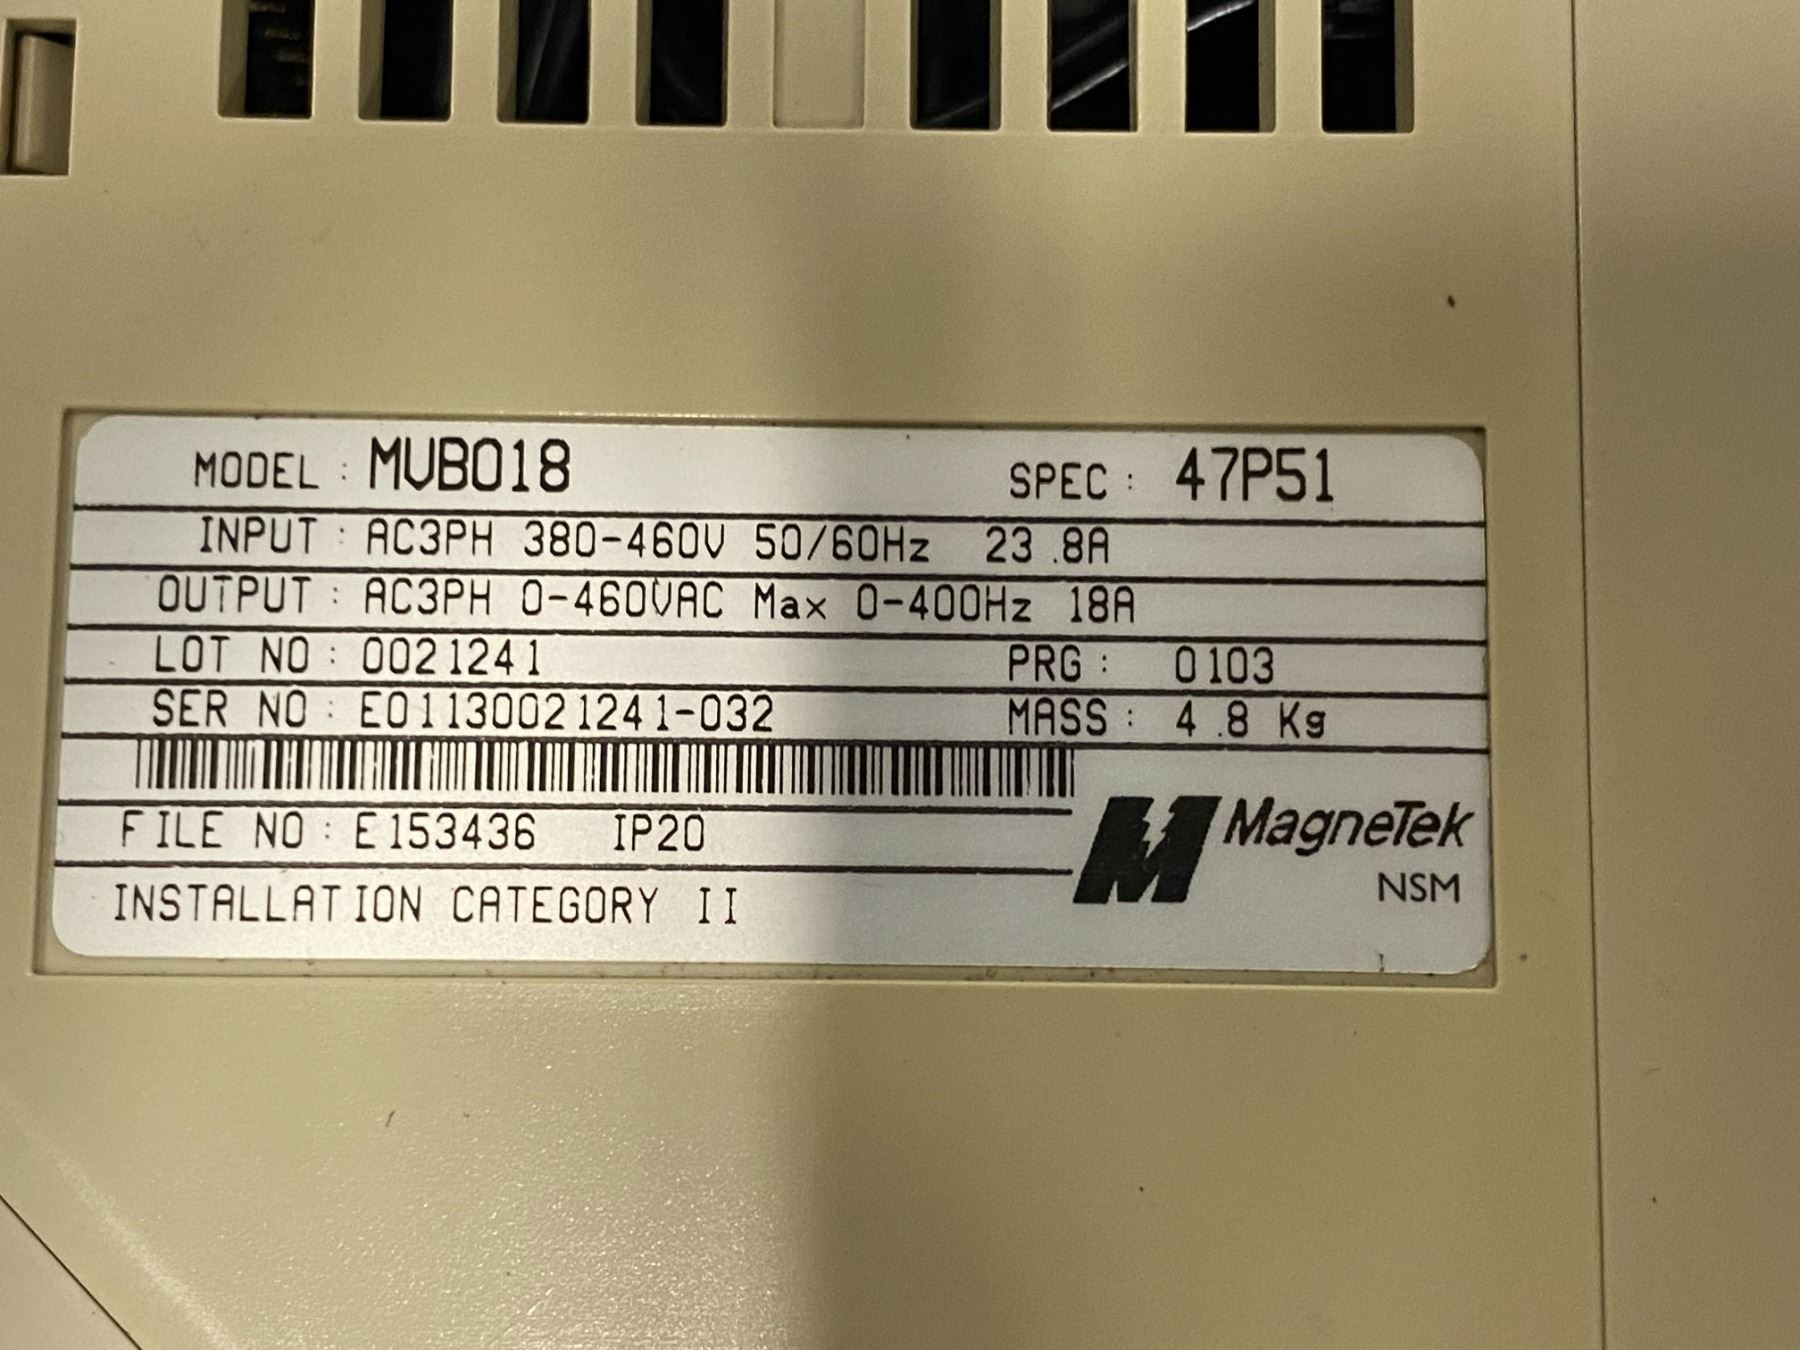 MODEL : MVB018 SPEC : 47P51
INPUT : AC3PH 380-460V 50/60Hz 23.8A
OUTPUT : AC3PH 0-460VAC Max 0-400Hz 18A
LOT NO : 0021241 PRG : 0103
SER NO : E01130021241-032 MASS : 4.8 Kg
FILE NO : E153436 IP20
INSTALLATION CATEGORY II
MagneTek
NSM